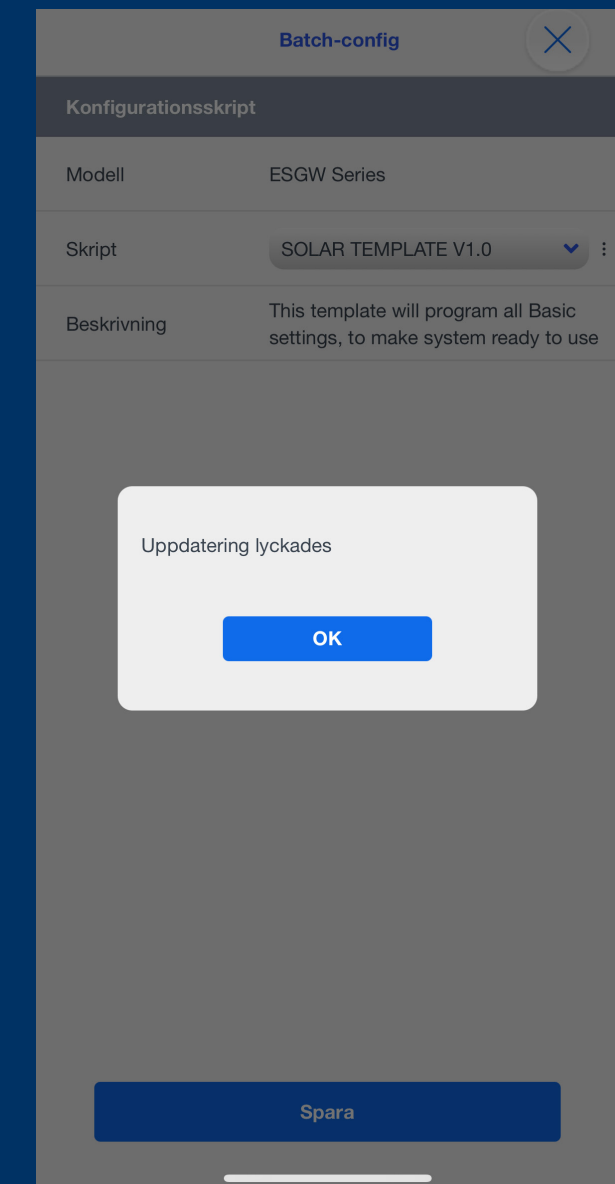 Batch-config
Konfigurationsskript
Modell
ESGW Series
Skript
SOLAR TEMPLATE V1.0
Beskrivning
This template will program all Basic
settings, to make system ready to use
Uppdatering lyckades
OK
Spara